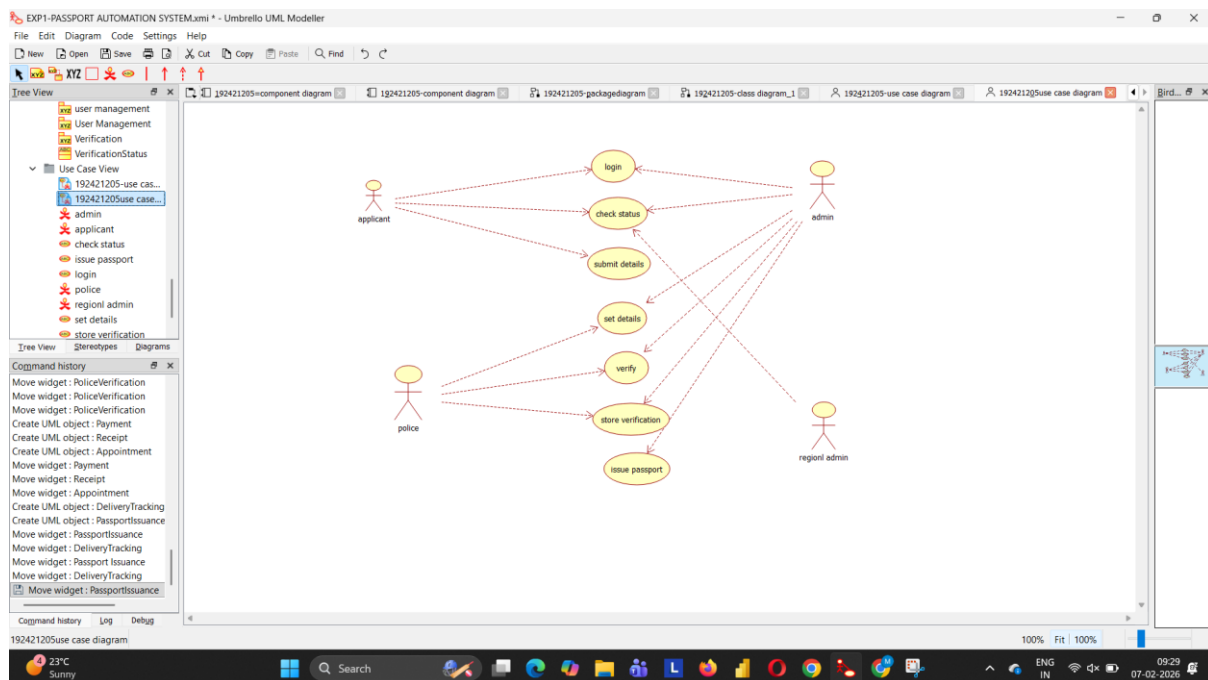 EXP1-PASSPORT AUTOMATION SYSTEM.xmi * - Umbrello UML Modeller
File Edit Diagram Code Settings Help
New Open Save Cut Copy Paste Find
XYZ XYZ
Tree View
192421205=component diagram 192421205-component diagram 192421205-packagediagram 192421205-class diagram_1 192421205-use case diagram 192421205use case diagram
Bird...
user management
User Management
Verification
VerificationStatus
Use Case View
192421205-use cas...
192421205use case...
admin
applicant
check status
issue passport
login
police
regionl admin
set details
store verification
Tree View Stereotypes Diagrams
Command history
Move widget : PoliceVerification
Move widget : PoliceVerification
Move widget : PoliceVerification
Create UML object : Payment
Create UML object : Receipt
Create UML object : Appointment
Move widget : Payment
Move widget : Receipt
Move widget : Appointment
Create UML object : DeliveryTracking
Create UML object : PassportIssuance
Move widget : PassportIssuance
Move widget : DeliveryTracking
Move widget : Passport Issuance
Move widget : DeliveryTracking
Move widget : PassportIssuance
Command history Log Debug
login
applicant
check status
admin
submit details
set details
verify
police
store verification
regionl admin
issue passport
192421205use case diagram
100% Fit 100%
4
23°C
Sunny
Search
L
M
ENG
IN
09:29
07-02-2026